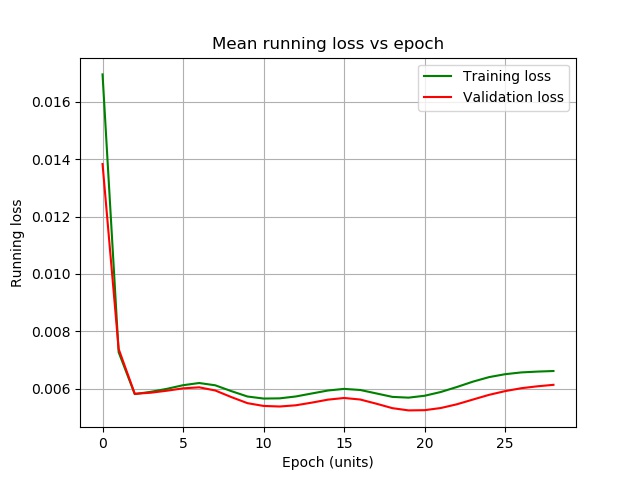 Mean running loss vs epoch
Training loss
Validation loss
0.016
0.014
0.012
0.010
0.008
0.006
Running loss
0
5
10
15
20
25
Epoch (units)